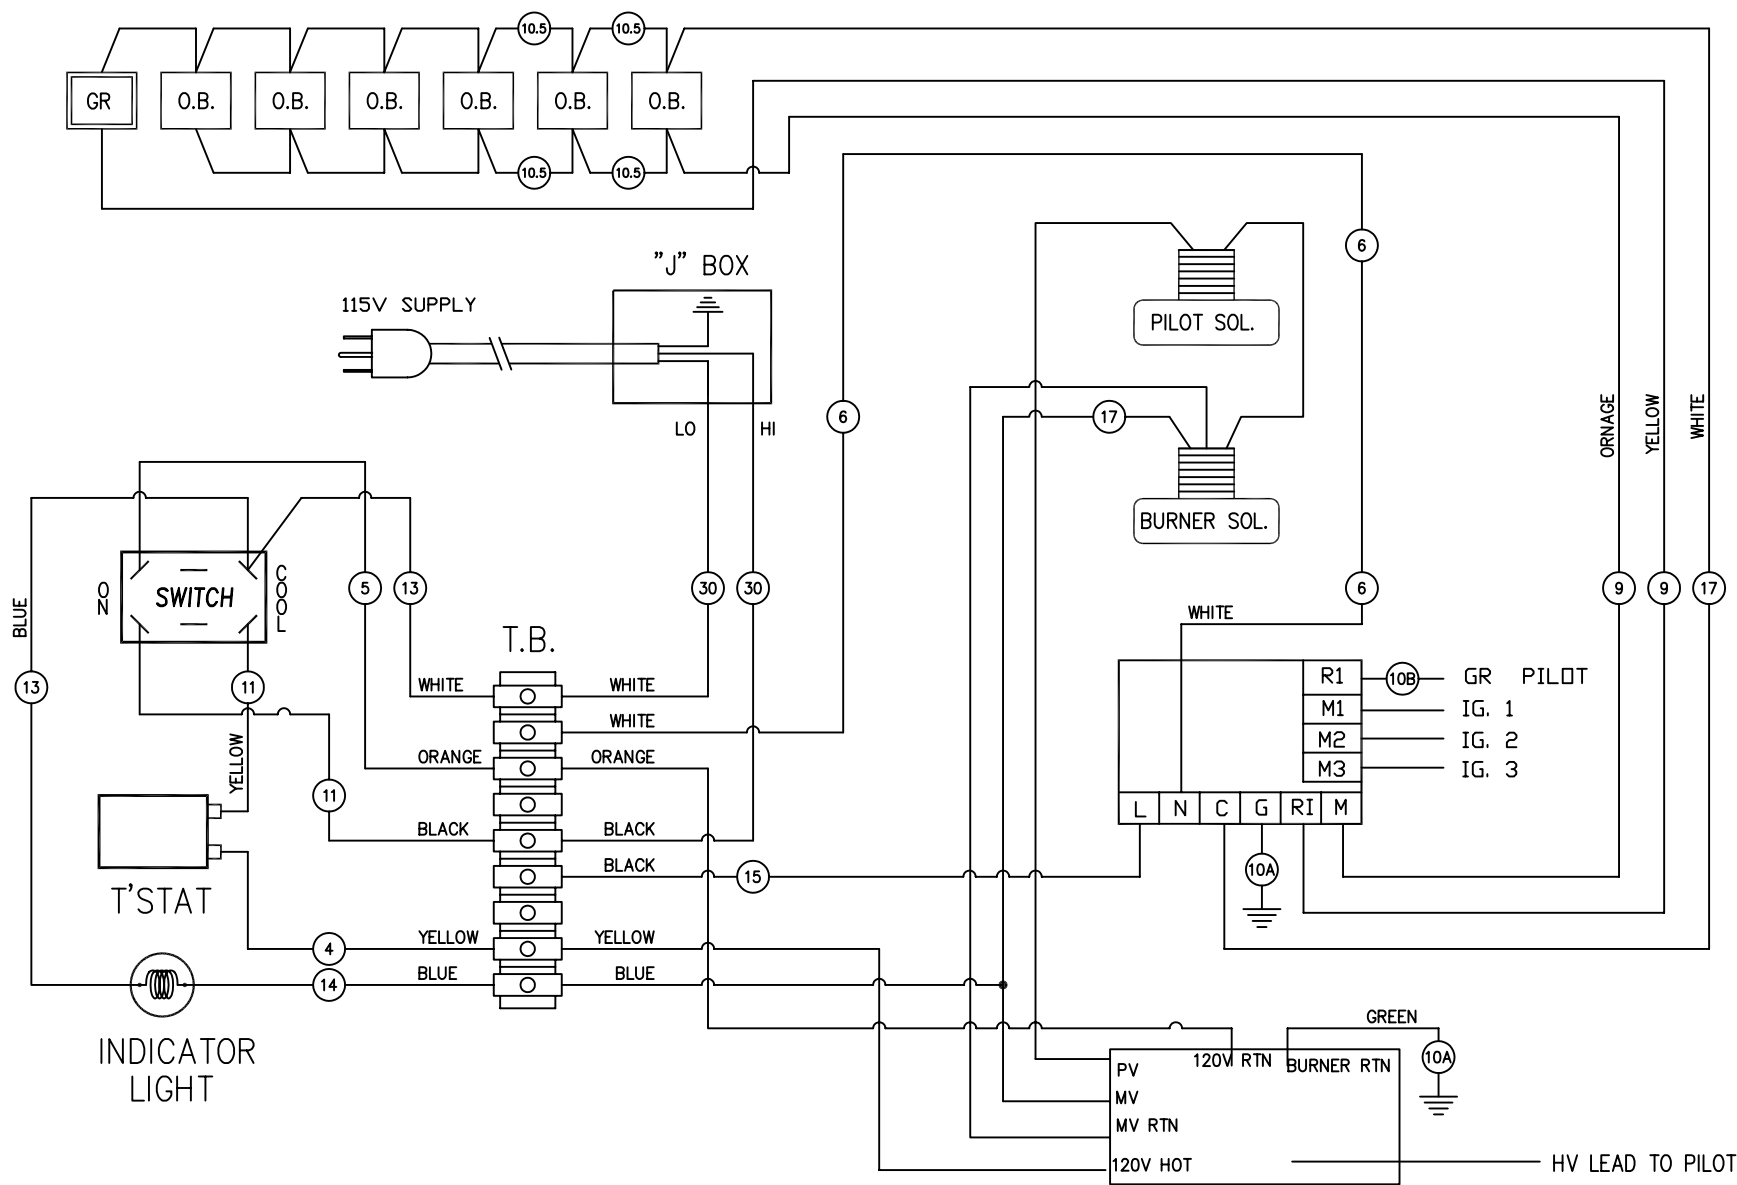 10.5 10.5
GR O.B. O.B. O.B. O.B. O.B. O.B.
10.5 10.5
6
"J" BOX
115V SUPPLY
PILOT SOL.
LO HI
6
17
ORNAGE
YELLOW
WHITE
BURNER SOL.
ON
SWITCH
COOL
5
13
30
30
6
9
9
17
BLUE
WHITE
T.B.
13
11
WHITE WHITE
R1 10B GR PILOT
M1 IG. 1
M2 IG. 2
M3 IG. 3
WHITE
YELLOW
ORANGE ORANGE
11
L N C G RI M
BLACK BLACK
BLACK 15
10A
T'STAT
4
YELLOW YELLOW
14
BLUE BLUE
INDICATOR
LIGHT
GREEN
120V RTN BURNER RTN
10A
PV
MV
MV RTN
120V HOT
HV LEAD TO PILOT